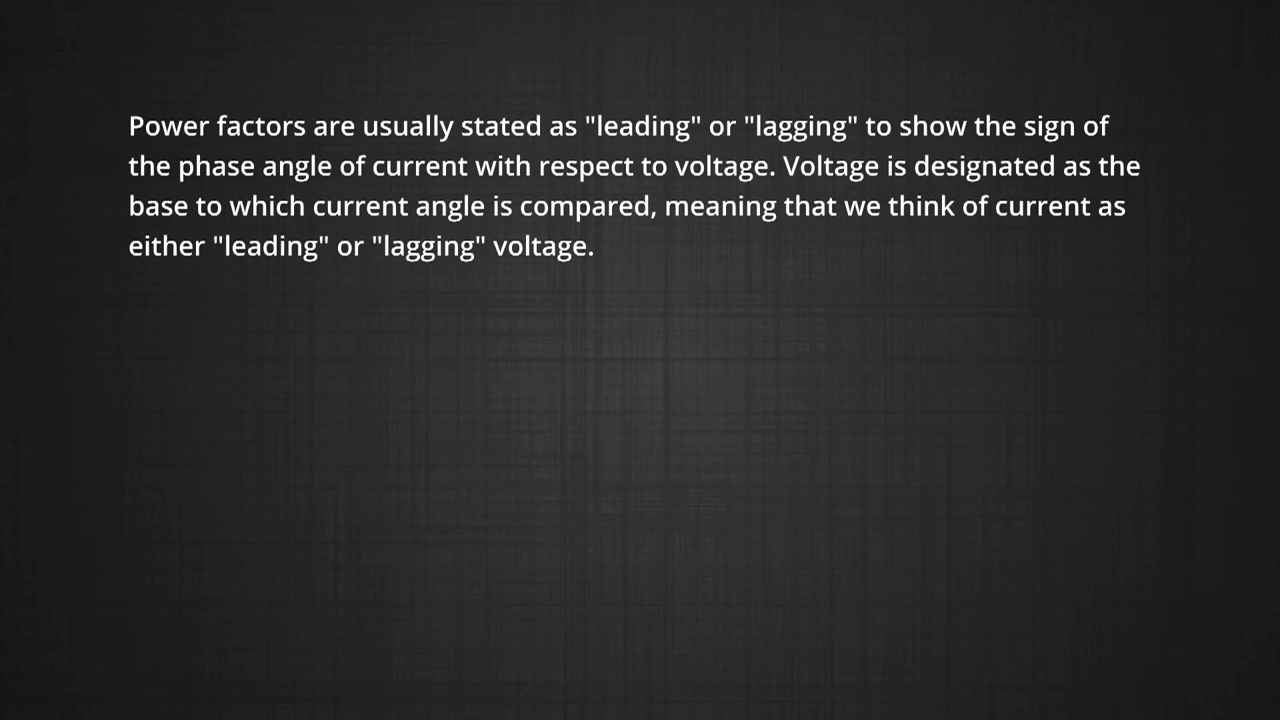 Power factors are usually stated as "leading" or "lagging" to show the sign of
the phase angle of current with respect to voltage. Voltage is designated as the
base to which current angle is compared, meaning that we think of current as
either "leading" or "lagging" voltage.